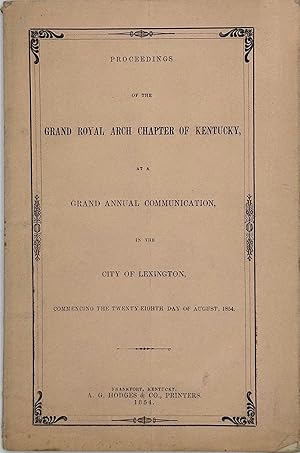 PROCEEDINGS
OF THE
GRAND ROYAL ARCH CHAPTER OF KENTUCKY,
AT A
GRAND ANNUAL COMMUNICATION,
IN THE
CITY OF LEXINGTON,
COMMENCING THE TWENTY-EIGHTH DAY OF AUGUST, 1854.
FRANKFORT, KENTUCKY.
A. G. HODGES & CO., PRINTERS.
1854.